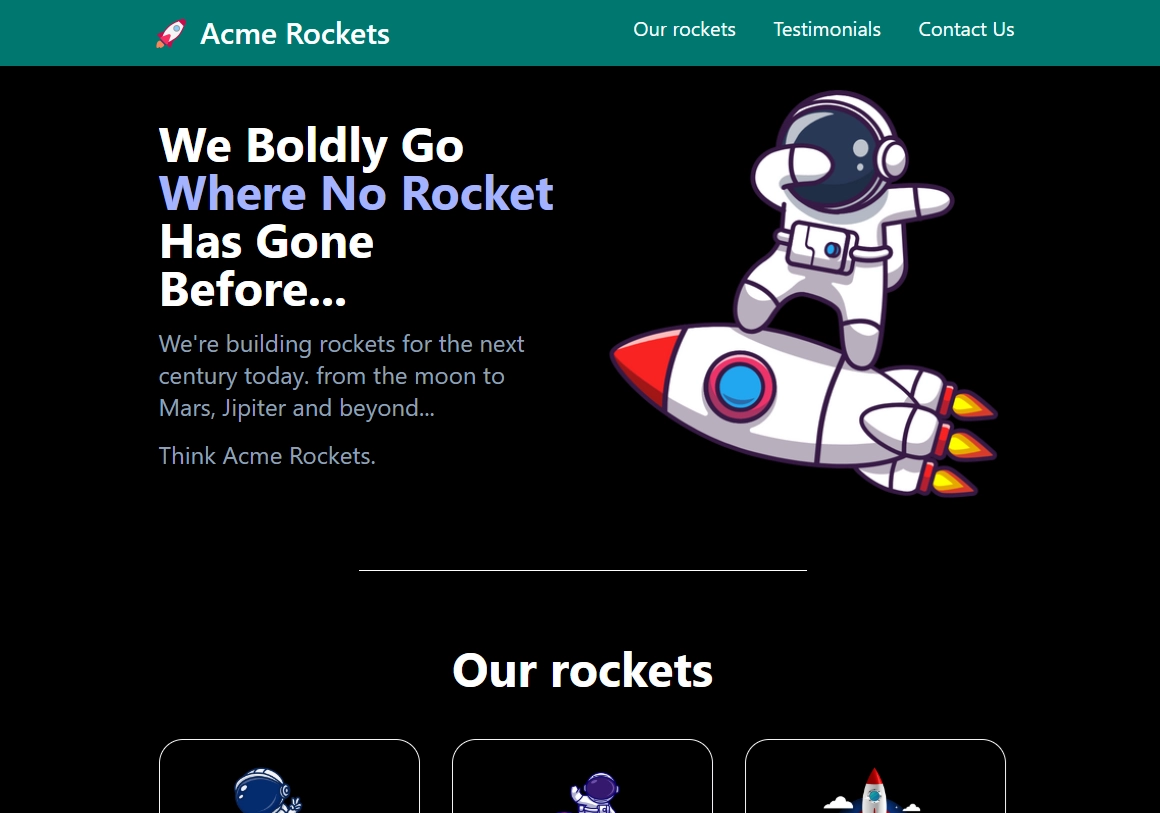 Acme Rockets
Our rockets
Testimonials
Contact Us
We Boldly Go
Where No Rocket
Has Gone
Before...
We're building rockets for the next
century today. from the moon to
Mars, Jipiter and beyond...
Think Acme Rockets.
Our rockets